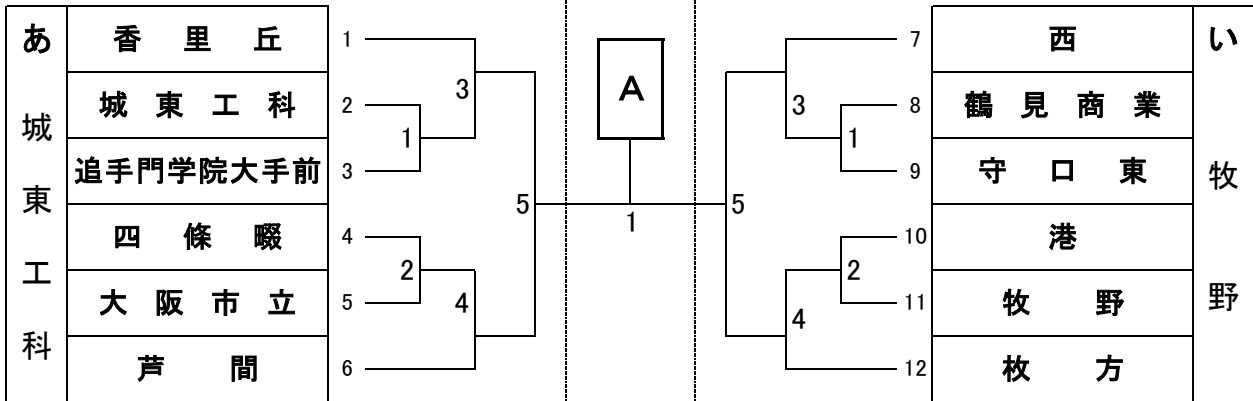 あ 城東工科
香里丘 1
城東工科 2
追手門学院大手前 3
四條畷 4
大阪市立 5
芦間 6
1
2
3
4
5
A
1
い 牧野
7 西
8 鶴見商業
9 守口東
10 港
11 牧野
12 枚方
1
2
3
4
5